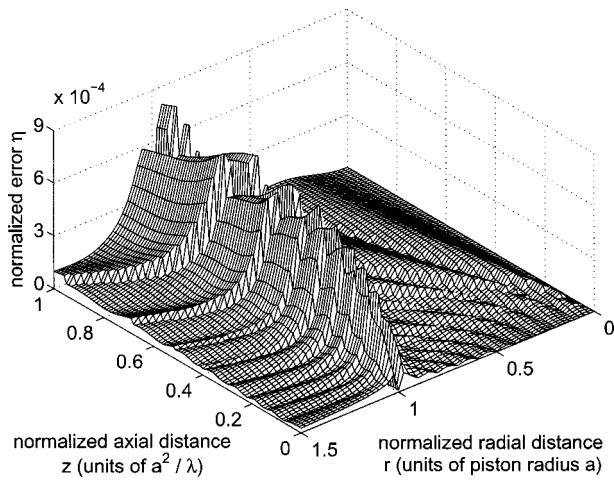 x 10⁻⁴
9
6
3
0
normalized error η
1
0.8
0.6
0.4
0.2
0
1.5
1
0.5
0
normalized axial distance
z (units of a² / λ)
normalized radial distance
r (units of piston radius a)